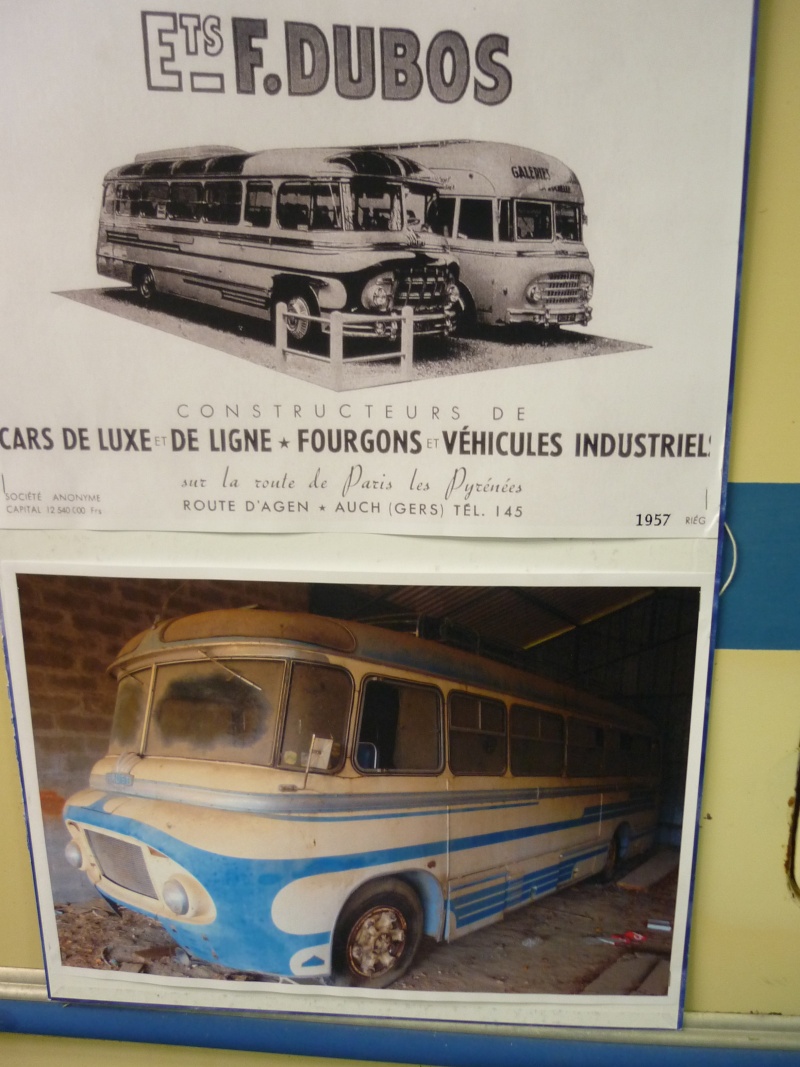 ETS F. DUBOS
GALERIES
CONSTRUCTEURS DE
CARS DE LUXE ET DE LIGNE ★ FOURGONS ET VÉHICULES INDUSTRIELS
sur la route de Paris les Pyrénées
SOCIÉTÉ ANONYME
CAPITAL 12.540.000 Frs
ROUTE D'AGEN ★ AUCH (GERS) TÉL. 145
1957 RIÉG